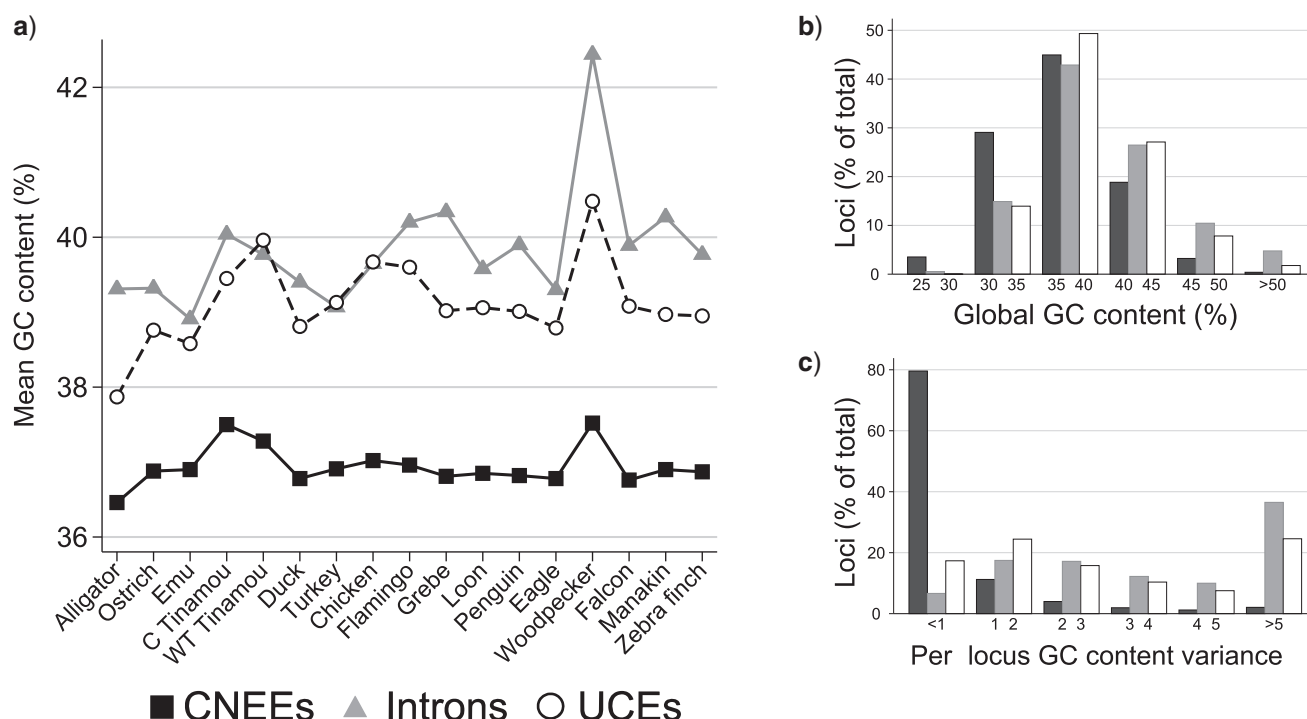 a)
Mean GC content (%)
42
40
38
36
Alligator
Ostrich
Emu
C Tinamou
WT Tinamou
Duck
Turkey
Chicken
Flamingo
Grebe
Loon
Penguin
Eagle
Woodpecker
Falcon
Manakin
Zebra finch
CNEEs Introns UCEs
b)
Loci (% of total)
50
40
30
20
10
0
25 30 30 35 35 40 40 45 45 50 >50
Global GC content (%)
c)
Loci (% of total)
80
60
40
20
0
<1 1 2 2 3 3 4 4 5 >5
Per locus GC content variance